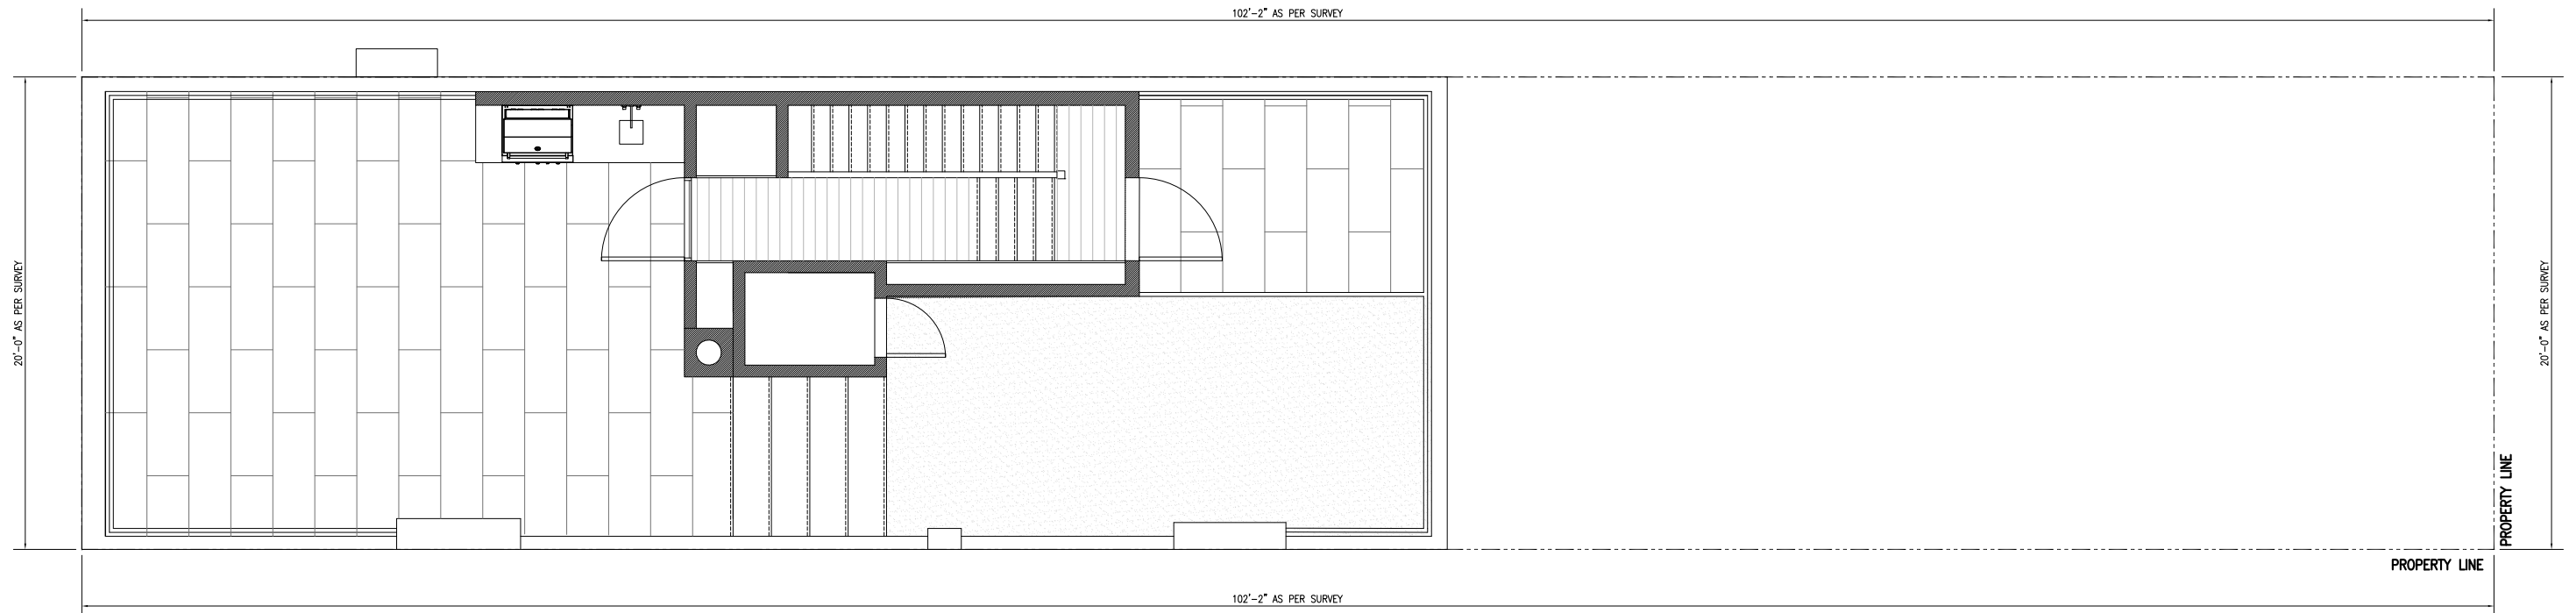 102'-2" AS PER SURVEY
20'-0" AS PER SURVEY
20'-0" AS PER SURVEY
PROPERTY LINE
PROPERTY LINE
102'-2" AS PER SURVEY